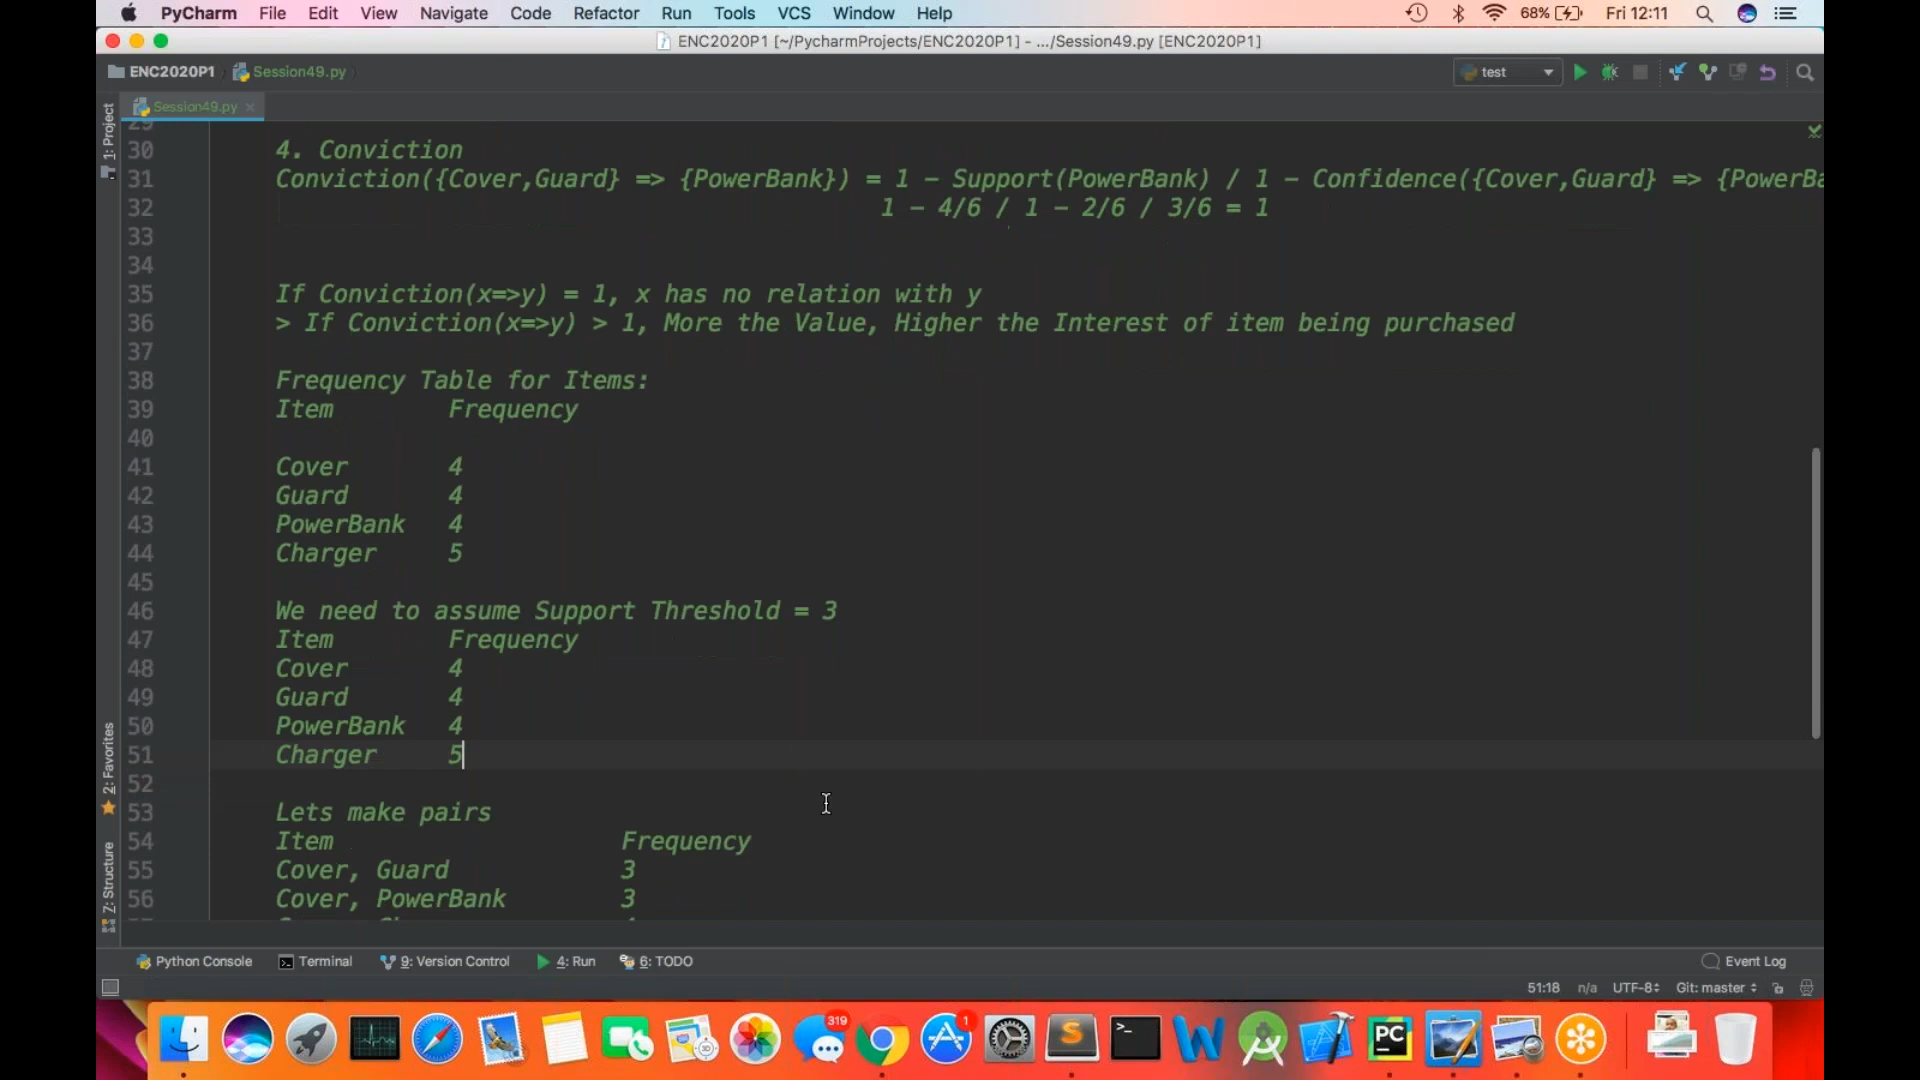 PyCharm File Edit View Navigate Code Refactor Run Tools VCS Window Help 68% Fri 12:11
ENC2020P1 [~/PycharmProjects/ENC2020P1] - .../Session49.py [ENC2020P1]
ENC2020P1 Session49.py test
Session49.py
1: Project
29
30 4. Conviction
31 Conviction({Cover,Guard} => {PowerBank}) = 1 - Support(PowerBank) / 1 - Confidence({Cover,Guard} => {PowerBa
32 1 - 4/6 / 1 - 2/6 / 3/6 = 1
33
34
35 If Conviction(x=>y) = 1, x has no relation with y
36 > If Conviction(x=>y) > 1, More the Value, Higher the Interest of item being purchased
37
38 Frequency Table for Items:
39 Item Frequency
40
41 Cover 4
42 Guard 4
43 PowerBank 4
44 Charger 5
45
46 We need to assume Support Threshold = 3
47 Item Frequency
48 Cover 4
49 Guard 4
50 PowerBank 4
51 Charger 5
52
53 Lets make pairs
54 Item Frequency
55 Cover, Guard 3
56 Cover, PowerBank 3
2: Favorites
Z: Structure
Python Console Terminal 9: Version Control 4: Run 6: TODO Event Log
51:18 n/a UTF-8 Git: master
319
1
PC